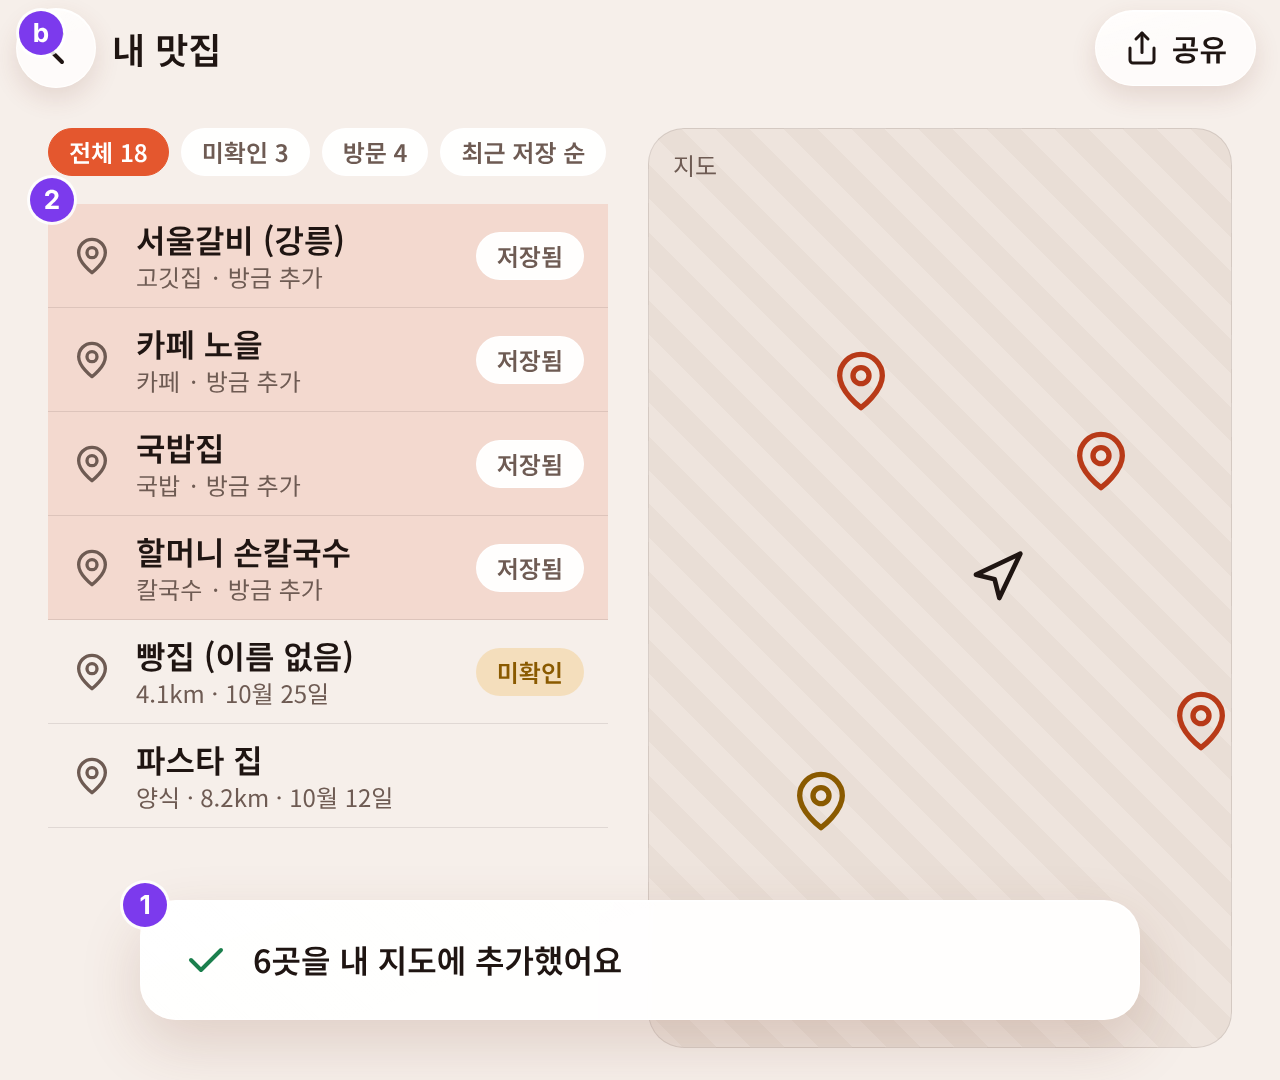 b
내 맛집
공유
전체 18
미확인 3
방문 4
최근 저장 순
지도
2
서울갈비 (강릉)
고깃집 · 방금 추가
저장됨
카페 노을
카페 · 방금 추가
저장됨
국밥집
국밥 · 방금 추가
저장됨
할머니 손칼국수
칼국수 · 방금 추가
저장됨
빵집 (이름 없음)
4.1km · 10월 25일
미확인
파스타 집
양식 · 8.2km · 10월 12일
1
6곳을 내 지도에 추가했어요